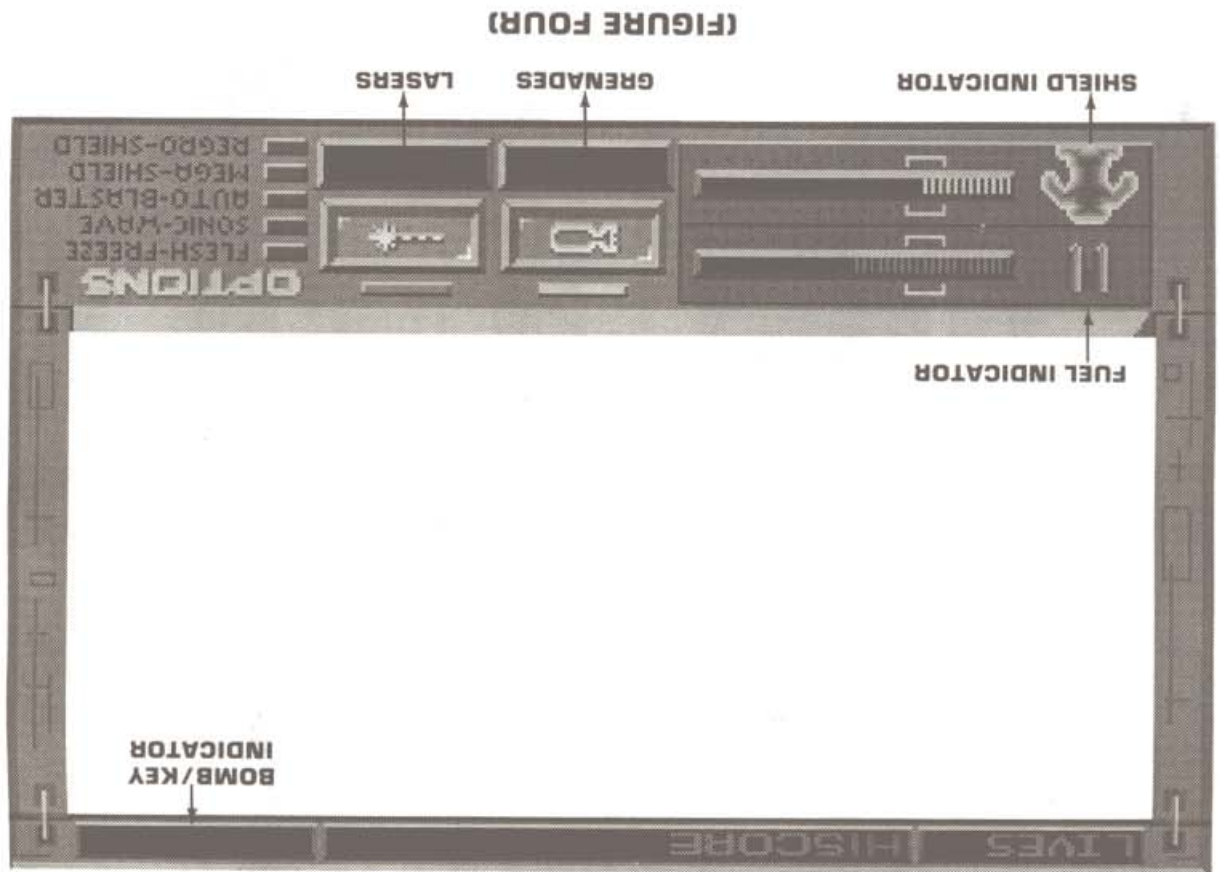 LIVES
HISCORE
BOMB/KEY
INDICATOR
FUEL INDICATOR
OPTIONS
FLESH-FREEZE
SONIC-WAVE
AUTO-BLASTER
MEGA-SHIELD
REGRO-SHIELD
SHIELD INDICATOR
GRENADES
LASERS
(FIGURE FOUR)